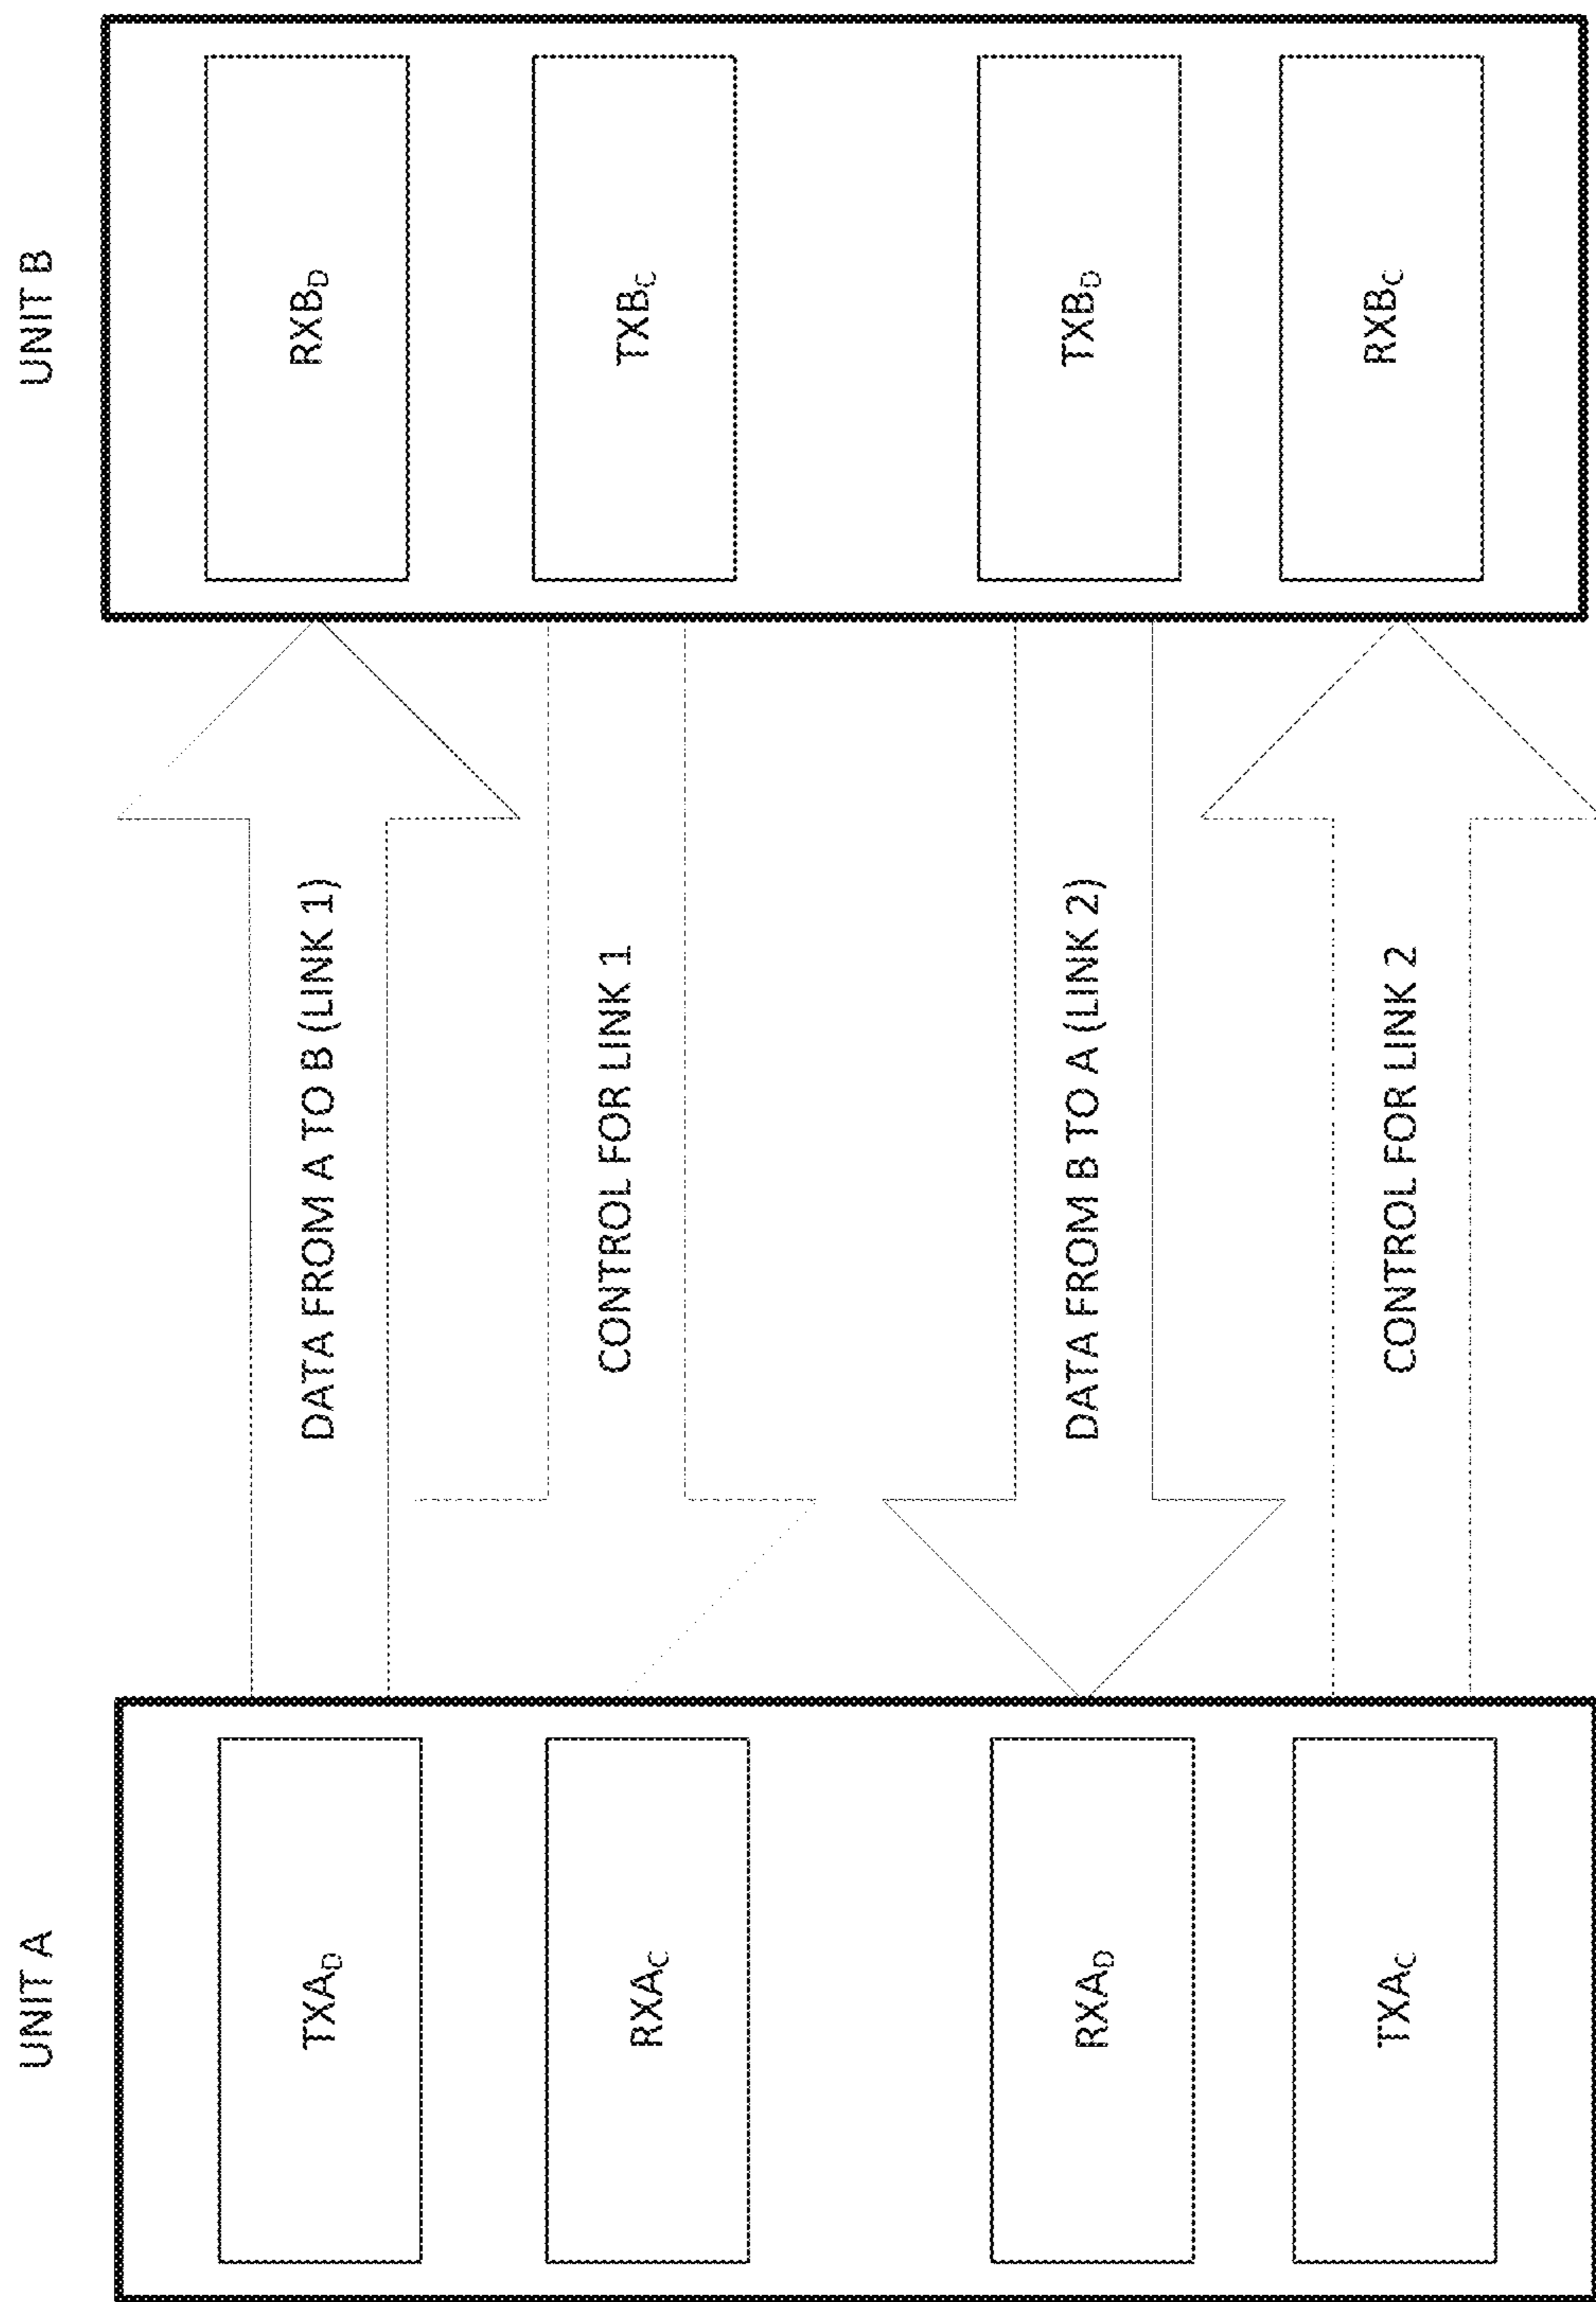 UNIT A
UNIT B
TXA_D
DATA FROM A TO B (LINK 1)
RXB_D
RXA_C
CONTROL FOR LINK 1
TXB_C
RXA_D
DATA FROM B TO A (LINK 2)
TXB_D
TXA_C
CONTROL FOR LINK 2
RXB_C